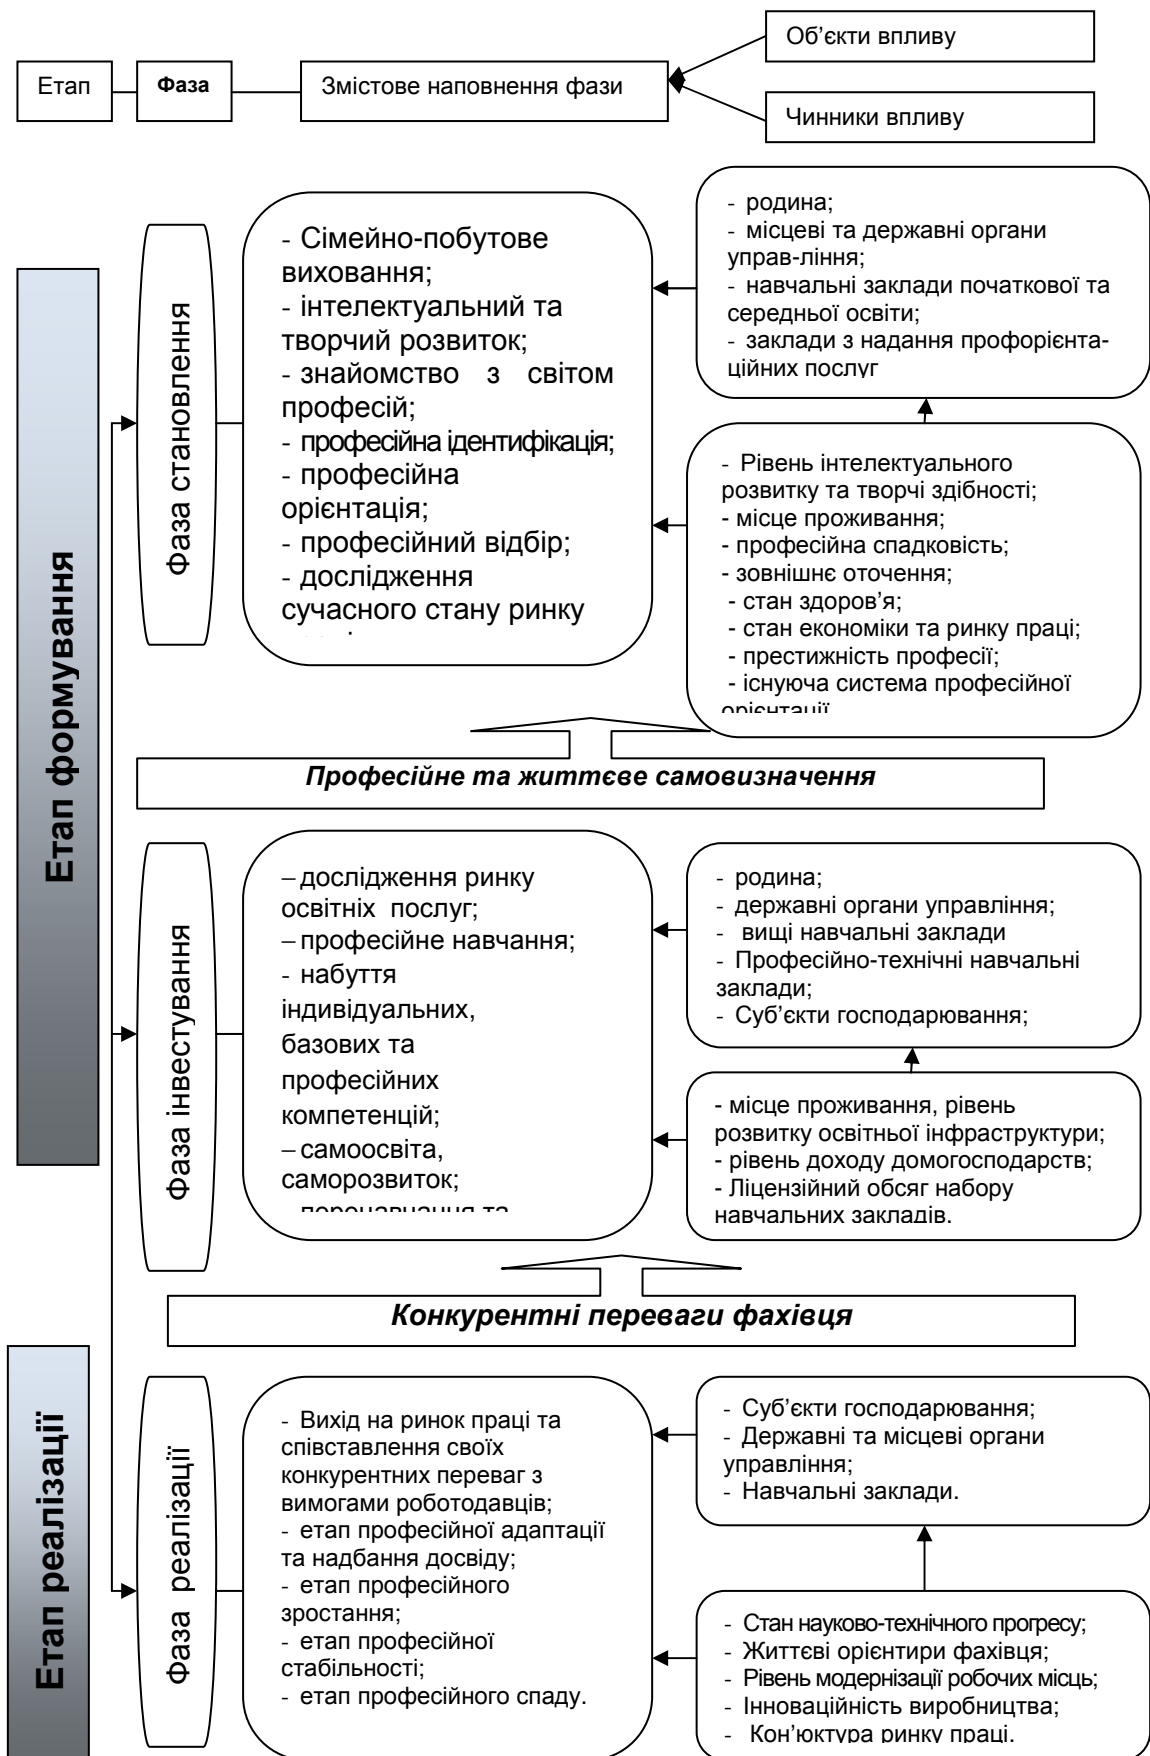 Об’єкти впливу
Етап
Фаза
Змістове наповнення фази
Чинники впливу
Етап формування
Фаза становлення
- Сімейно-побутове
виховання;
- інтелектуальний та
творчий розвиток;
- знайомство з світом
професій;
- професійна ідентифікація;
- професійна
орієнтація;
- професійний відбір;
- дослідження
сучасного стану ринку
- родина;
- місцеві та державні органи
управ-ління;
- навчальні заклади початкової та
середньої освіти;
- заклади з надання профорієнта-
ційних послуг
- Рівень інтелектуального
розвитку та творчі здібності;
- місце проживання;
- професійна спадковість;
- зовнішнє оточення;
- стан здоров’я;
- стан економіки та ринку праці;
- престижність професії;
- існуюча система професійної
орієнтації
Професійне та життєве самовизначення
Фаза інвестування
– дослідження ринку
освітніх послуг;
– професійне навчання;
- набуття
індивідуальних,
базових та
професійних
компетенцій;
– самоосвіта,
саморозвиток;
– перенавчання та
- родина;
- державні органи управління;
- вищі навчальні заклади
- Професійно-технічні навчальні
заклади;
- Суб’єкти господарювання;
- місце проживання, рівень
розвитку освітньої інфраструктури;
- рівень доходу домогосподарств;
- Ліцензійний обсяг набору
навчальних закладів.
Конкурентні переваги фахівця
Етап реалізації
Фаза реалізації
- Вихід на ринок праці та
співставлення своїх
конкурентних переваг з
вимогами роботодавців;
- етап професійної адаптації
та надбання досвіду;
- етап професійного
зростання;
- етап професійної
стабільності;
- етап професійного спаду.
- Суб’єкти господарювання;
- Державні та місцеві органи
управління;
- Навчальні заклади.
- Стан науково-технічного прогресу;
- Життєві орієнтири фахівця;
- Рівень модернізації робочих місць;
- Інноваційність виробництва;
- Кон’юктура ринку праці.